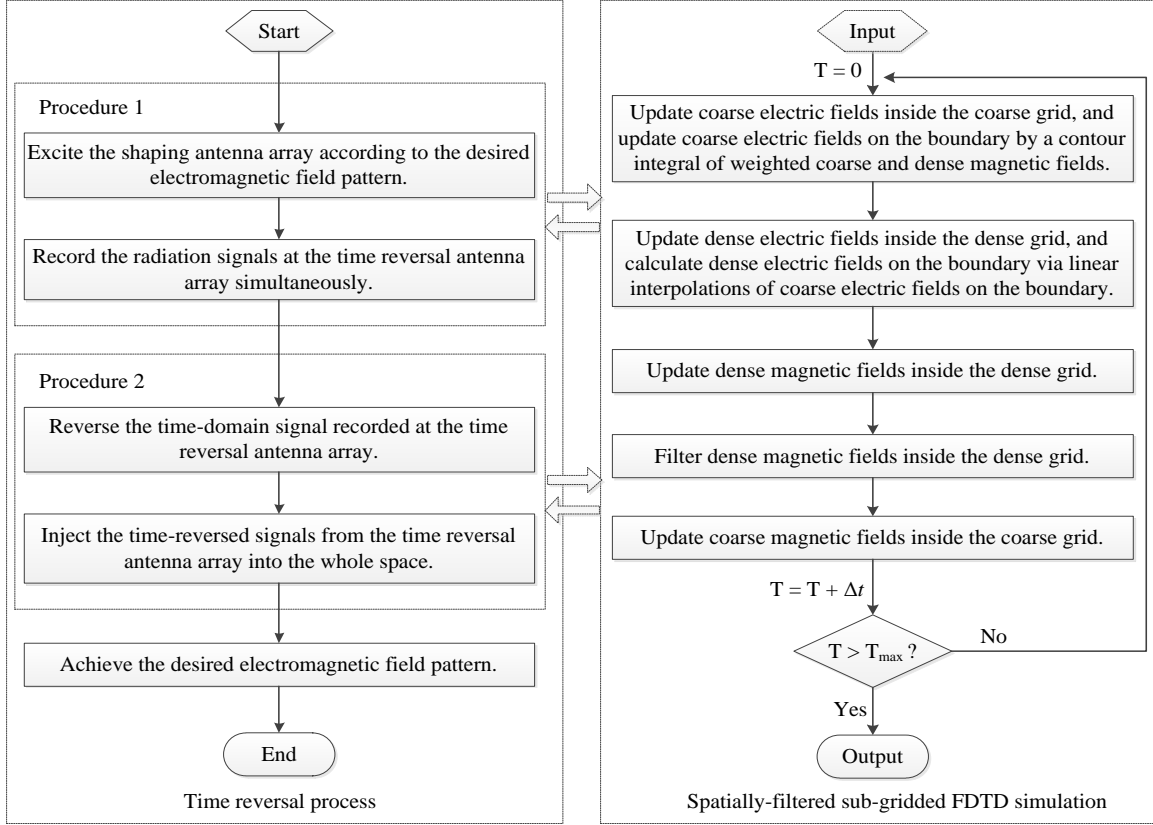 Start
Procedure 1
Excite the shaping antenna array according to the desired
electromagnetic field pattern.
Record the radiation signals at the time reversal antenna
array simultaneously.
Procedure 2
Reverse the time-domain signal recorded at the time
reversal antenna array.
Inject the time-reversed signals from the time reversal
antenna array into the whole space.
Achieve the desired electromagnetic field pattern.
End
Time reversal process
Input
T = 0
Update coarse electric fields inside the coarse grid, and
update coarse electric fields on the boundary by a contour
integral of weighted coarse and dense magnetic fields.
Update dense electric fields inside the dense grid, and
calculate dense electric fields on the boundary via linear
interpolations of coarse electric fields on the boundary.
Update dense magnetic fields inside the dense grid.
Filter dense magnetic fields inside the dense grid.
Update coarse magnetic fields inside the coarse grid.
T = T + Δt
T > Tmax ?
No
Yes
Output
Spatially-filtered sub-gridded FDTD simulation